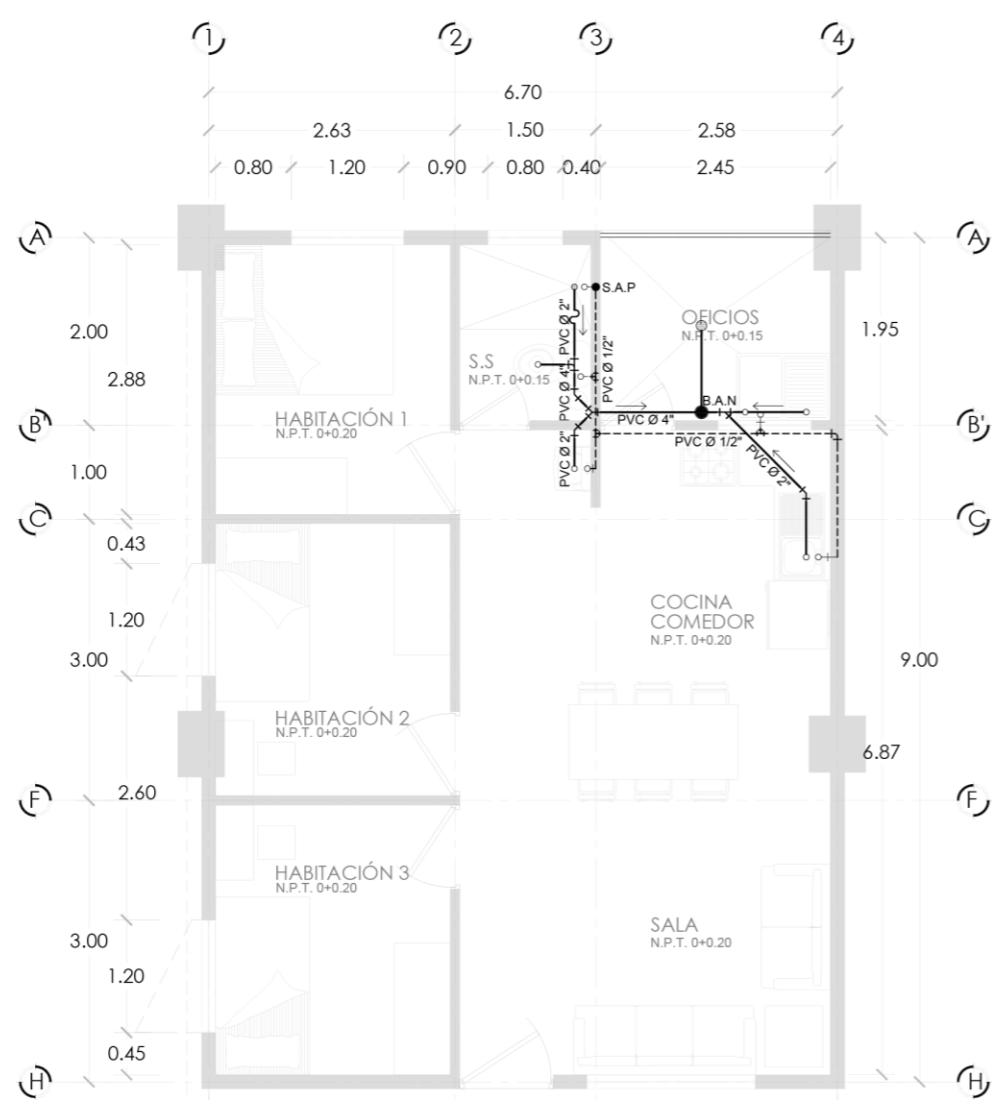 1 2 3 4
6.70
2.63 1.50 2.58
0.80 1.20 0.90 0.80 0.40 2.45
A A
S.A.P
PVC Ø 2"
OFICIOS
N.P.T. 0+0.15
2.00
1.95
S.S
N.P.T. 0+0.15
PVC Ø 1/2"
2.88
PVC Ø 4"
B.A.N
HABITACIÓN 1
N.P.T. 0+0.20
PVC Ø 4"
B' B'
PVC Ø 1/2"
PVC Ø 2"
PVC Ø 2"
1.00
C C
0.43
COCINA
COMEDOR
N.P.T. 0+0.20
1.20
3.00
9.00
HABITACIÓN 2
N.P.T. 0+0.20
6.87
2.60
F F
HABITACIÓN 3
N.P.T. 0+0.20
SALA
N.P.T. 0+0.20
3.00
1.20
0.45
H H